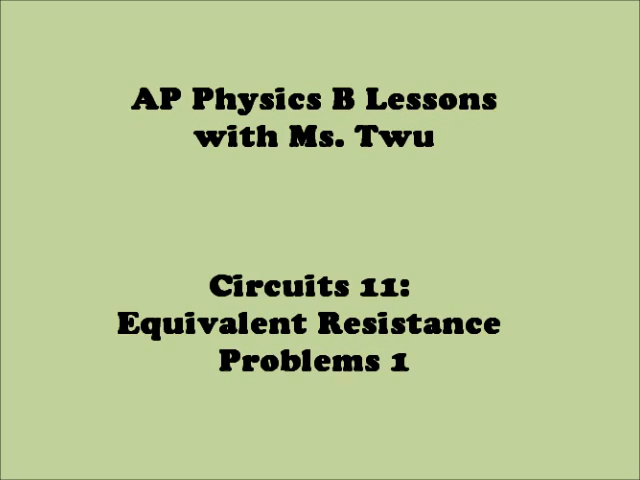 AP Physics B Lessons
with Ms. Twu
Circuits 11:
Equivalent Resistance
Problems 1